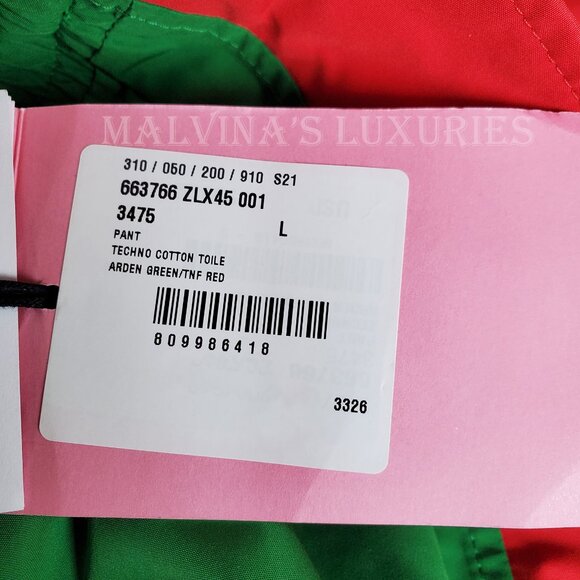 MALVINA'S LUXURIES
310 / 050 / 200 / 910 S21
663766 ZLX45 001
3475 L
PANT
TECHNO COTTON TOILE
ARDEN GREEN/TNF RED
809986418
3326